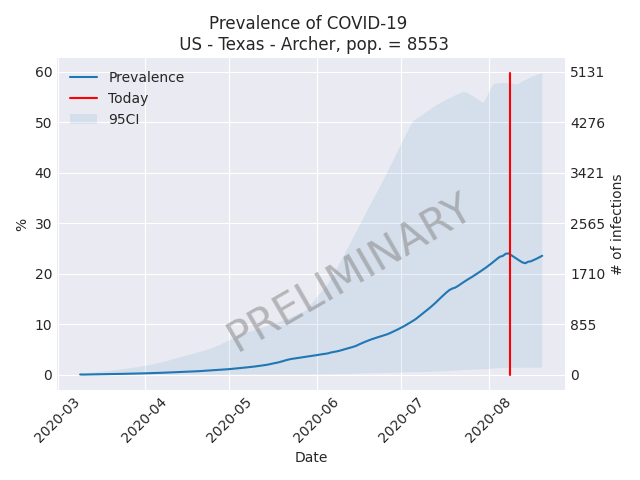 Prevalence of COVID-19
US - Texas - Archer, pop. = 8553
Prevalence
Today
95CI
60
50
40
30
20
10
0
%
5131
4276
3421
2565
1710
855
0
# of infections
PRELIMINARY
2020-03
2020-04
2020-05
2020-06
2020-07
2020-08
Date